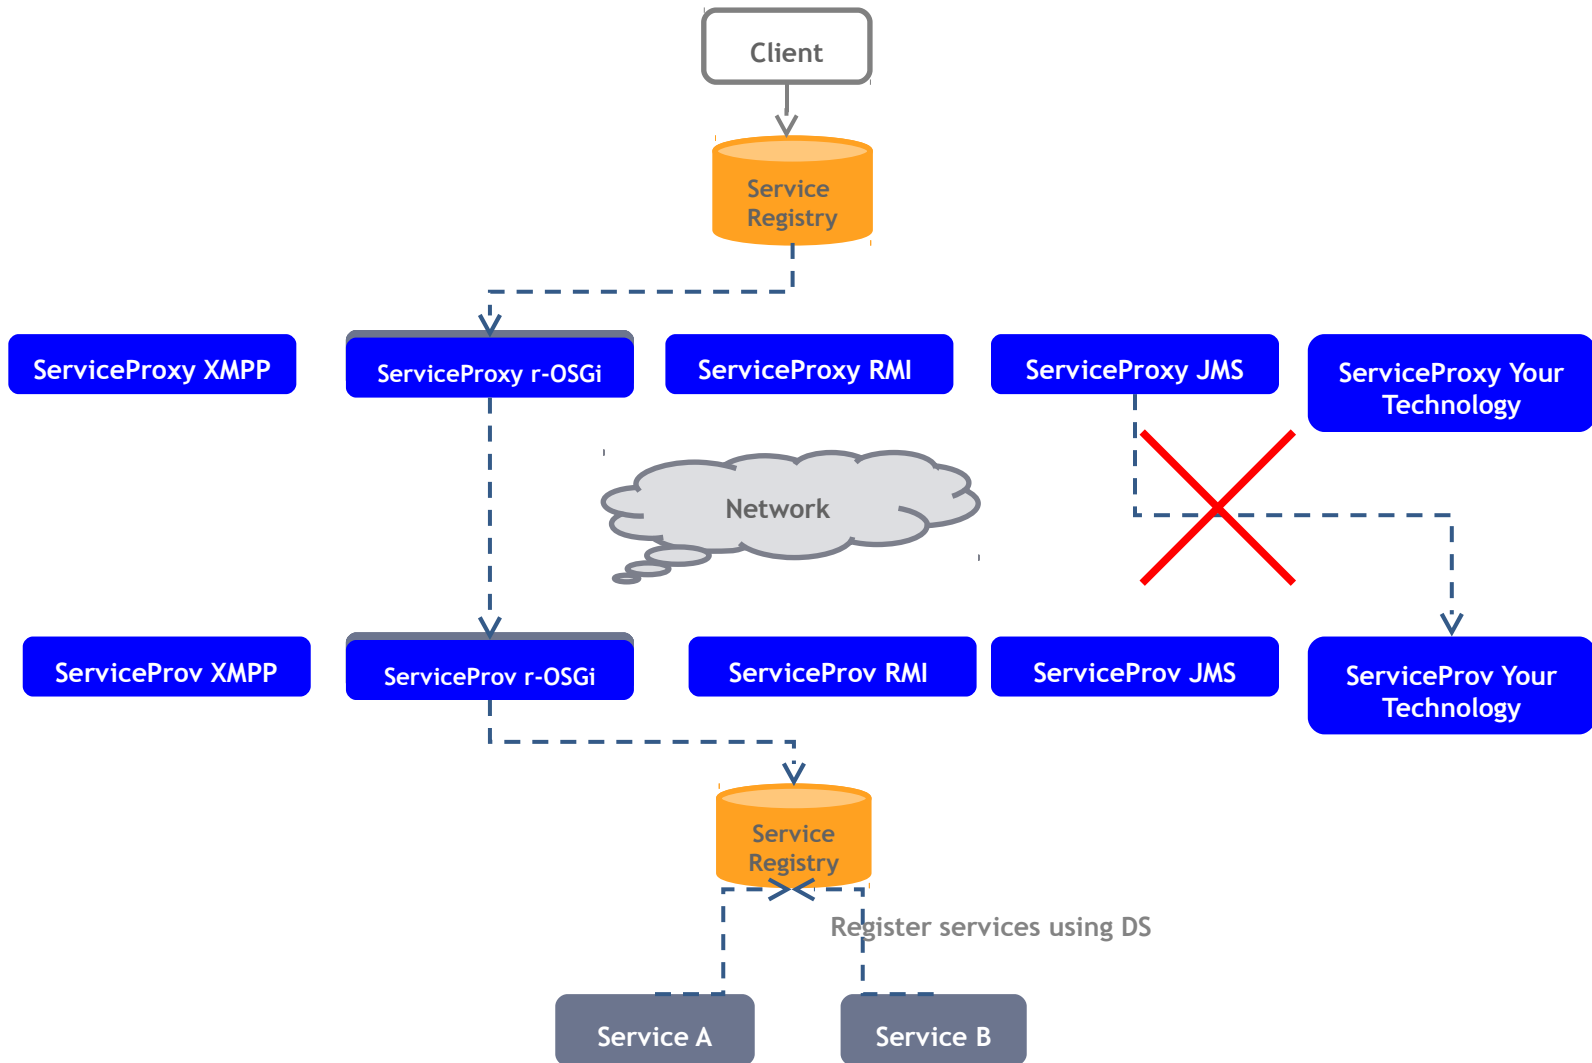 Client
Service
Registry
ServiceProxy XMPP
ServiceProxy r-OSGi
ServiceProxy RMI
ServiceProxy JMS
ServiceProxy Your
Technology
Network
ServiceProv XMPP
ServiceProv r-OSGi
ServiceProv RMI
ServiceProv JMS
ServiceProv Your
Technology
Service
Registry
Register services using DS
Service A
Service B